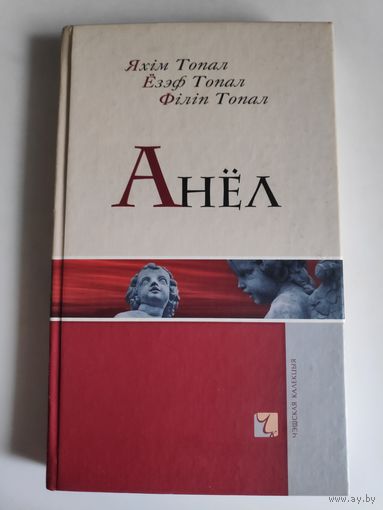 Яхім Топал
Ёзэф Топал
Філіп Топал
Анёл
ЧЭШСКАЯ КАЛЕКЦЫЯ
www.ay.by